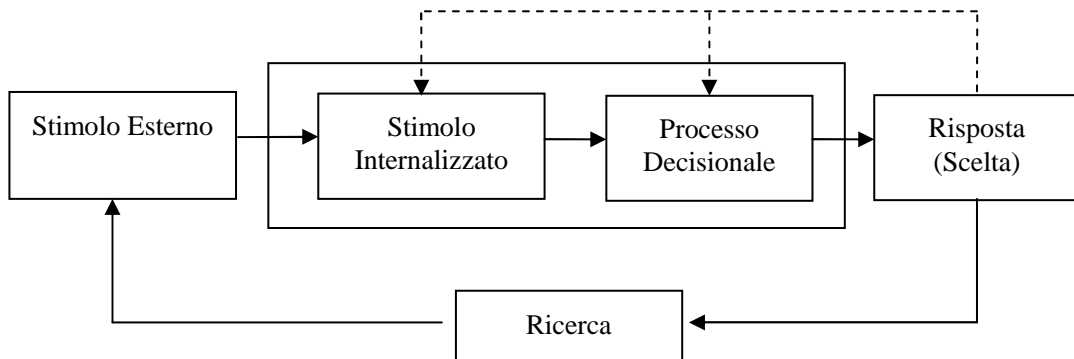 Stimolo Esterno
Stimolo
Internalizzato
Processo
Decisionale
Risposta
(Scelta)
Ricerca